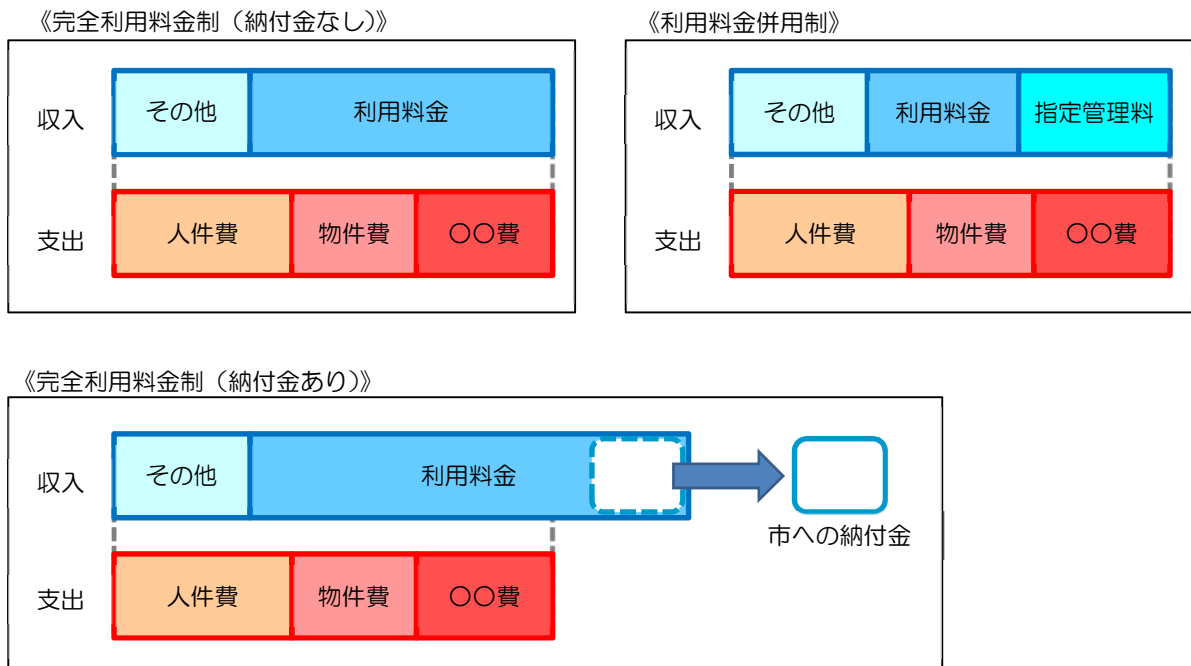 《完全利用料金制（納付金なし）》
収入
その他
利用料金
支出
人件費
物件費
〇〇費
《利用料金併用制》
収入
その他
利用料金
指定管理料
支出
人件費
物件費
〇〇費
《完全利用料金制（納付金あり）》
収入
その他
利用料金
市への納付金
支出
人件費
物件費
〇〇費